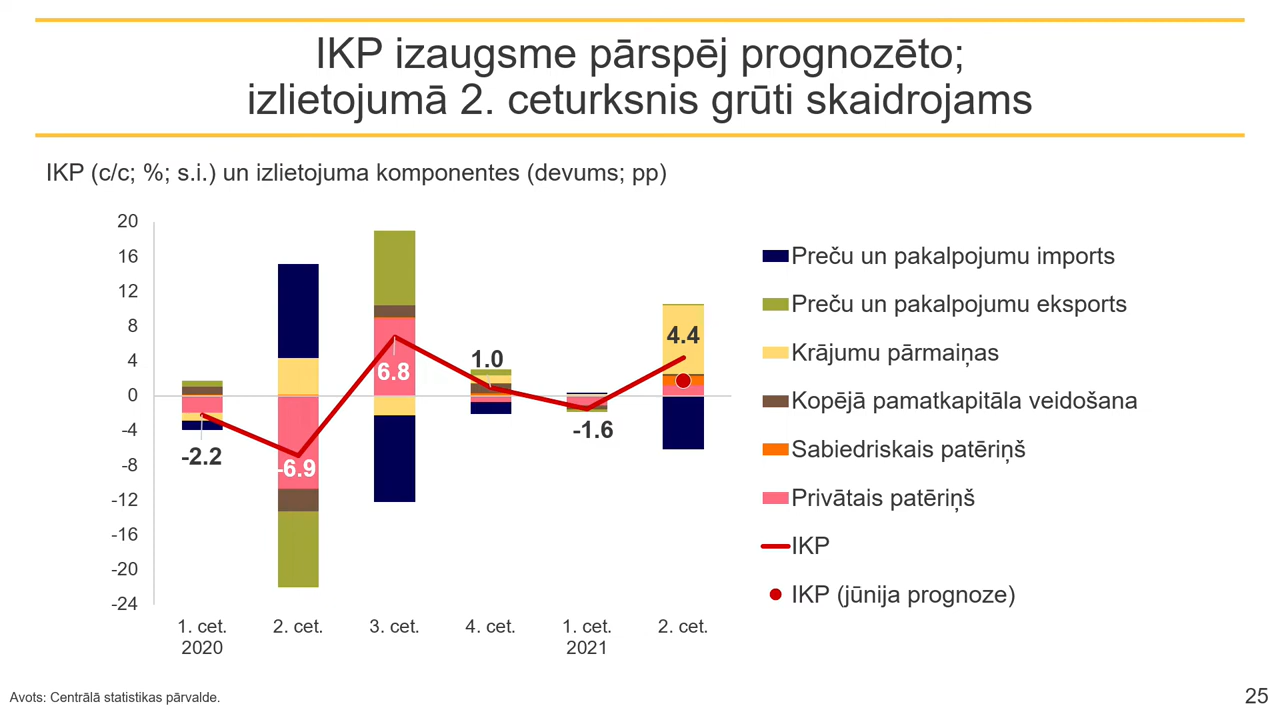 IKP izaugsme pārspēj prognozēto;
izlietojumā 2. ceturksnis grūti skaidrojams
IKP (c/c; %; s.i.) un izlietojuma komponentes (devums; pp)
20
16
12
8
4
0
-4
-8
-12
-16
-20
-24
-2.2
-6.9
6.8
1.0
-1.6
4.4
1. cet.
2020
2. cet.
3. cet.
4. cet.
1. cet.
2021
2. cet.
Preču un pakalpojumu imports
Preču un pakalpojumu eksports
Krājumu pārmaiņas
Kopējā pamatkapitāla veidošana
Sabiedriskais patēriņš
Privātais patēriņš
IKP
IKP (jūnija prognoze)
Avots: Centrālā statistikas pārvalde.
25